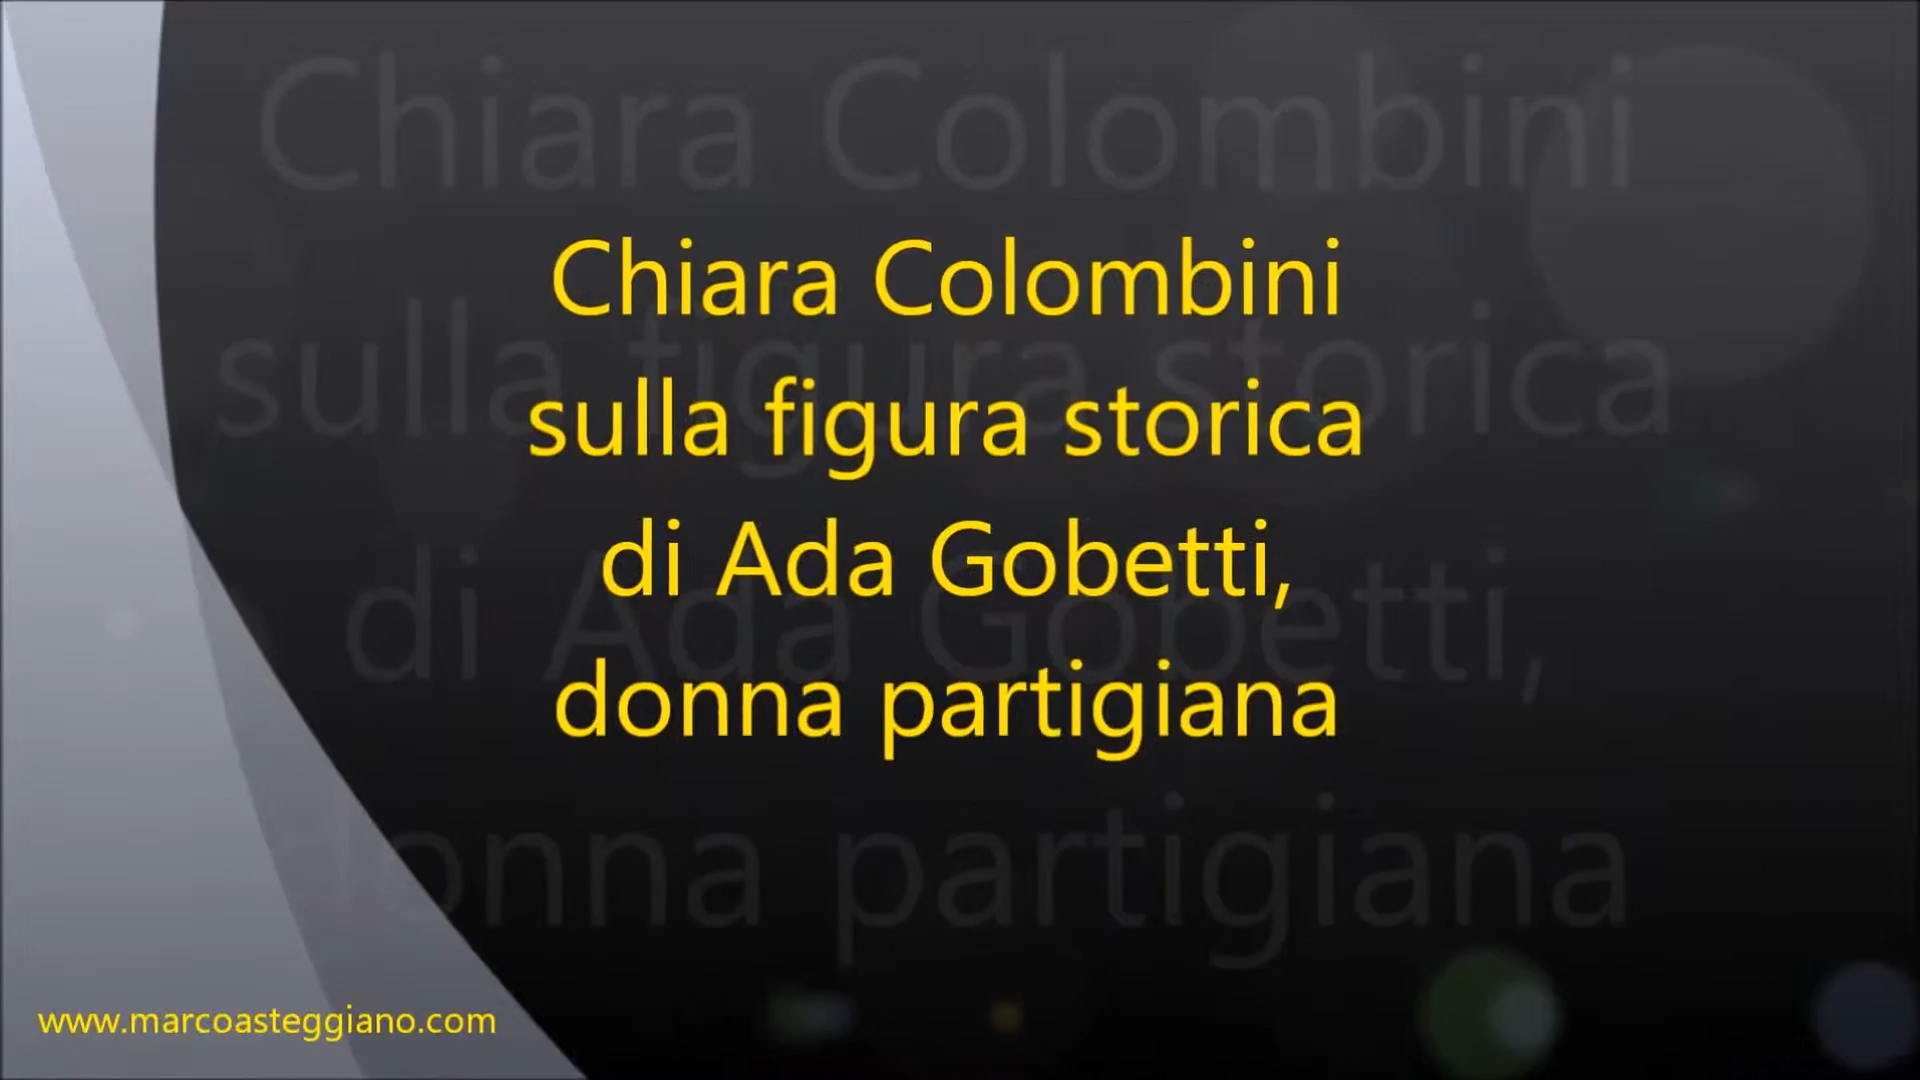 Chiara Colombini
sulla figura storica
di Ada Gobetti,
donna partigiana
www.marcoasteggiano.com